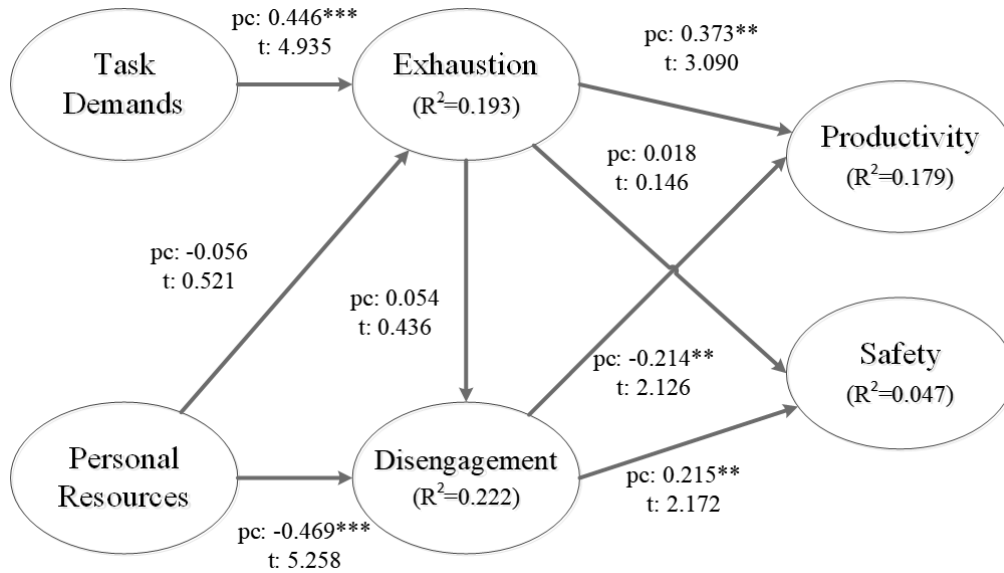 pc: 0.446***
t: 4.935
pc: 0.373**
t: 3.090
Task
Demands
Exhaustion
(R²=0.193)
Productivity
(R²=0.179)
pc: 0.018
t: 0.146
pc: -0.056
t: 0.521
pc: 0.054
t: 0.436
pc: -0.214**
t: 2.126
Safety
(R²=0.047)
Personal
Resources
Disengagement
(R²=0.222)
pc: 0.215**
t: 2.172
pc: -0.469***
t: 5.258